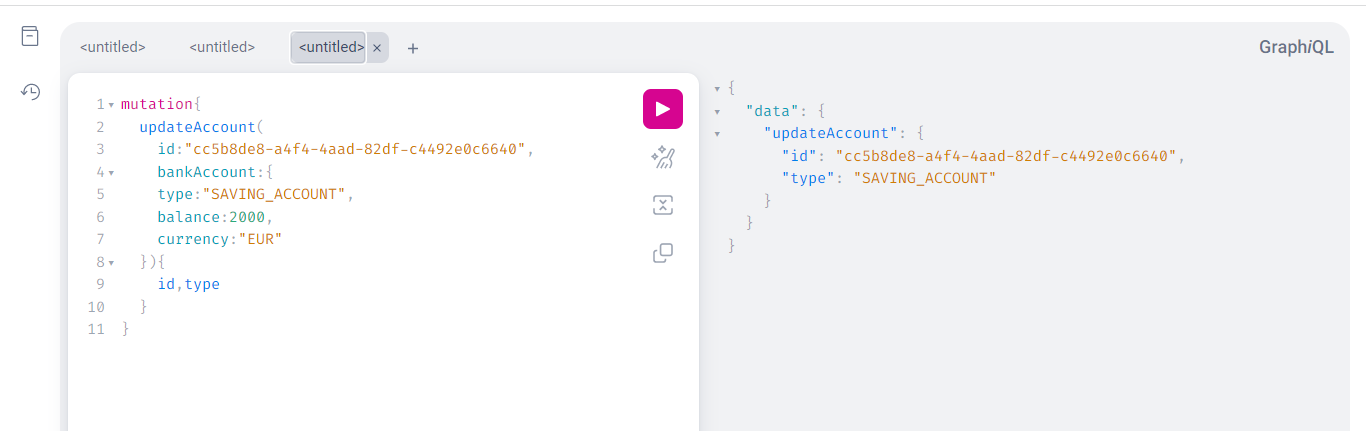 <untitled> <untitled> <untitled> × +
GraphiQL
1 mutation{
2 updateAccount(
3 id:"cc5b8de8-a4f4-4aad-82df-c4492e0c6640",
4 bankAccount:{
5 type:"SAVING_ACCOUNT",
6 balance:2000,
7 currency:"EUR"
8 }){
9 id,type
10 }
11 }
{
"data": {
"updateAccount": {
"id": "cc5b8de8-a4f4-4aad-82df-c4492e0c6640",
"type": "SAVING_ACCOUNT"
}
}
}